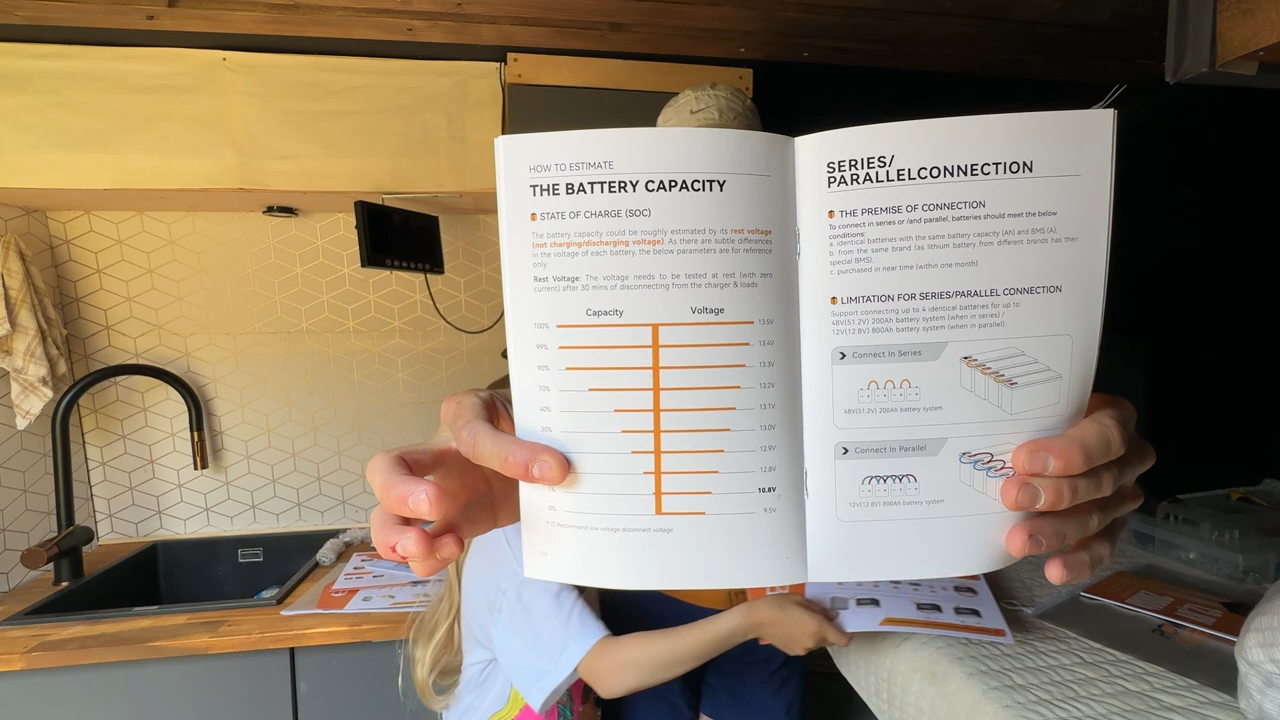 HOW TO ESTIMATE
THE BATTERY CAPACITY
STATE OF CHARGE (SOC)
The battery capacity could be roughly estimated by its rest voltage
(not charging/discharging voltage). As there are subtle differences
in the voltage of each battery, the below parameters are for reference
only.
Rest Voltage: The voltage needs to be tested at rest (with zero
current) after 30 mins of disconnecting from the charger & loads
Capacity Voltage
100% 13.5V
99% 13.4V
90% 13.3V
70% 13.2V
40% 13.1V
30% 13.0V
12.9V
12.8V
10.8V
0% 9.5V
Recommend low voltage disconnect voltage
SERIES/
PARALLELCONNECTION
THE PREMISE OF CONNECTION
To connect in series or /and parallel, batteries should meet the below
conditions:
a. identical batteries with the same battery capacity (Ah) and BMS (A);
b. from the same brand (as lithium battery from different brands has their
special BMS);
c. purchased in near time (within one month).
LIMITATION FOR SERIES/PARALLEL CONNECTION
Support connecting up to 4 identical batteries for up to:
48V(51.2V) 200Ah battery system (when in series) /
12V(12.8V) 800Ah battery system (when in parallel).
Connect In Series
48V(51.2V) 200Ah battery system
Connect In Parallel
12V(12.8V) 800Ah battery system